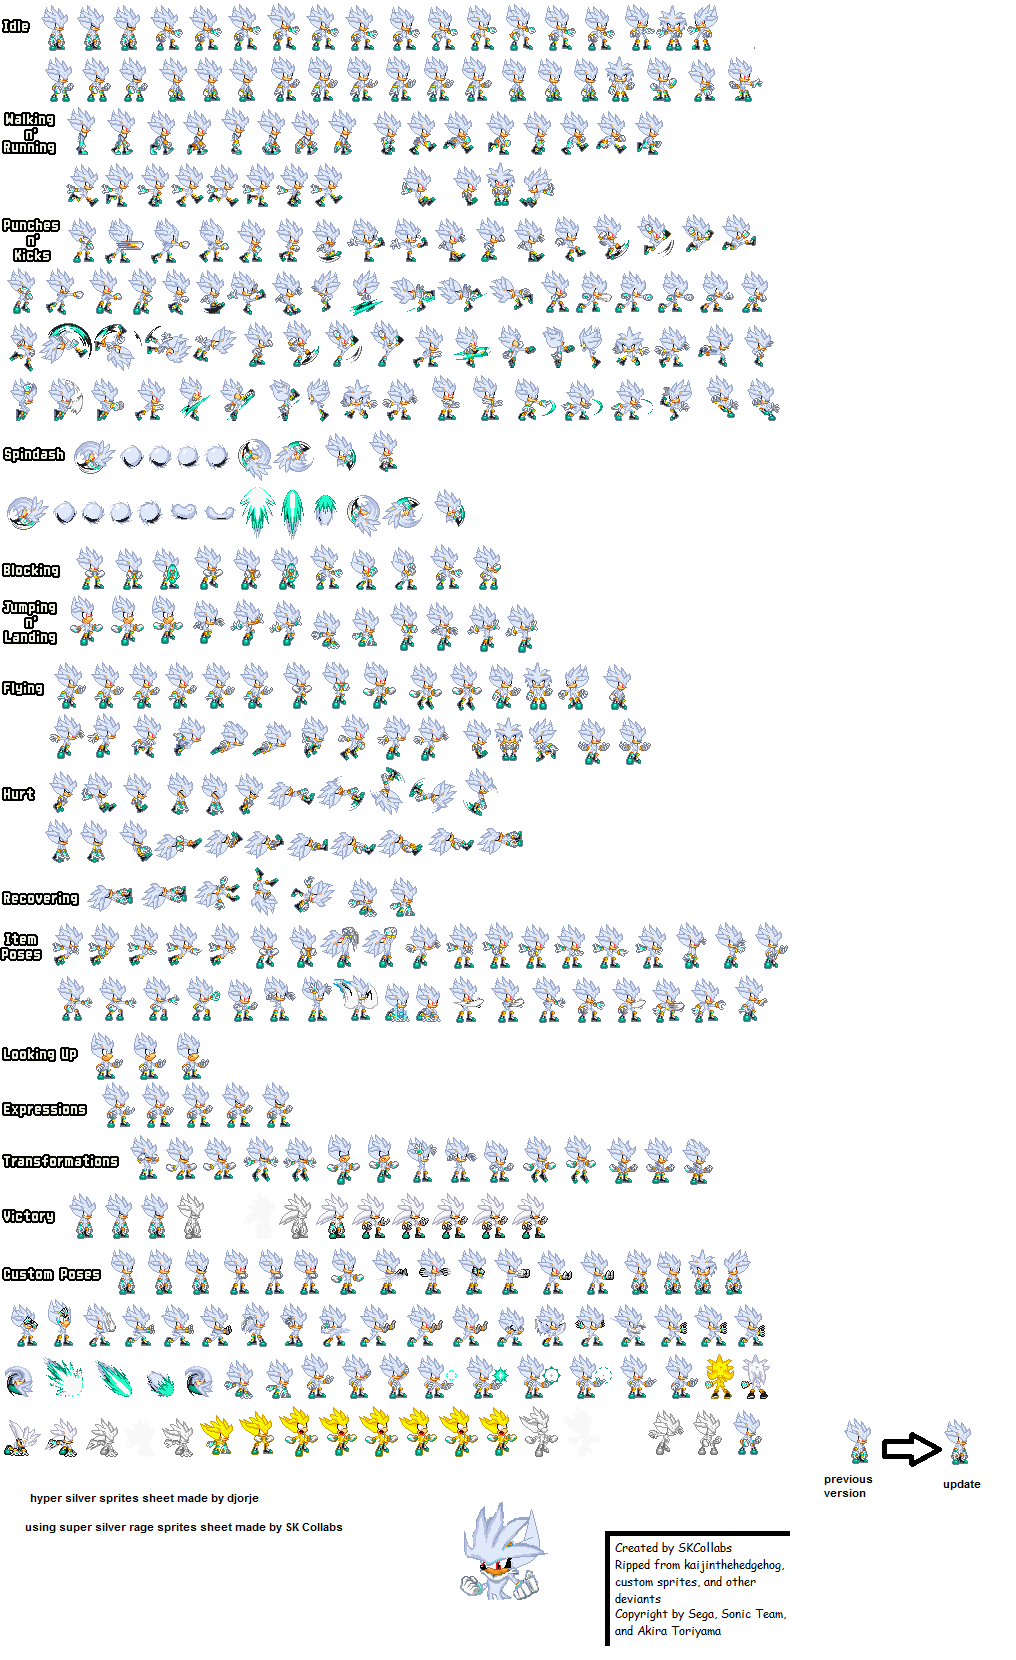 Idle
Walking
n'
Running
Punches
n'
Kicks
Spindash
Blocking
Jumping
n'
Landing
Flying
Hurt
Recovering
Item
Poses
Looking Up
Expressions
Transformations
Victory
Custom Poses
previous
version
update
hyper silver sprites sheet made by djorje
using super silver rage sprites sheet made by SK Collabs
Created by SKCollabs
Ripped from kaijinthehedgehog,
custom sprites, and other
deviants
Copyright by Sega, Sonic Team,
and Akira Toriyama